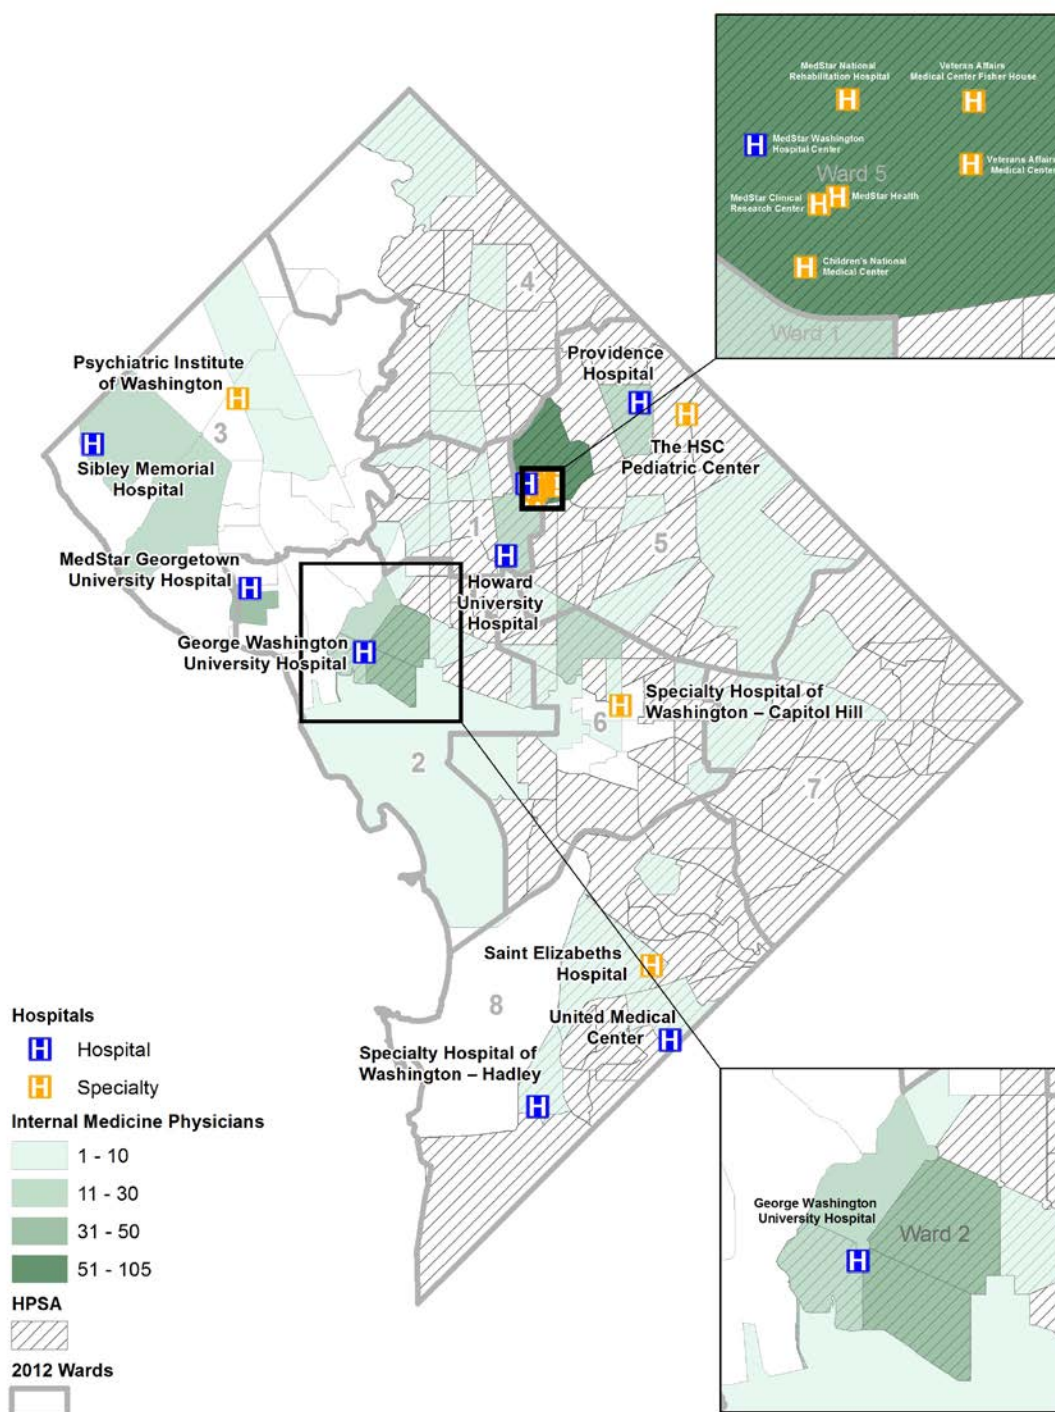 MedStar National
Rehabilitation Hospital
H
Veteran Affairs
Medical Center Fisher House
H
H
MedStar Washington
Hospital Center
H
Veterans Affairs
Medical Center
Ward 5
MedStar Clinical
Research Center
H
H
MedStar Health
H
Children's National
Medical Center
Ward 1
4
Providence
Hospital
H
H
The HSC
Pediatric Center
Psychiatric Institute
of Washington
H
3
H
Sibley Memorial
Hospital
H
1
5
H
Howard
University
Hospital
MedStar Georgetown
University Hospital
H
George Washington
University Hospital
H
H
Specialty Hospital of
Washington – Capitol Hill
6
2
7
Saint Elizabeths
Hospital
H
8
United Medical
Center
H
Specialty Hospital of
Washington – Hadley
H
Hospitals
H
Hospital
H
Specialty
Internal Medicine Physicians
1 - 10
11 - 30
31 - 50
51 - 105
HPSA
2012 Wards
George Washington
University Hospital
H
Ward 2